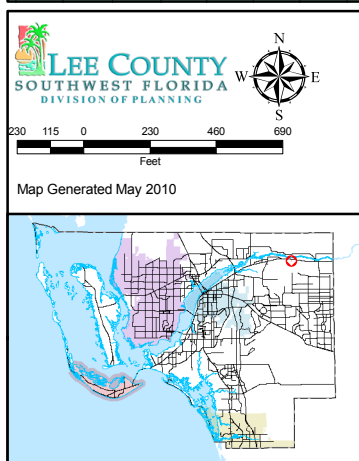 LEE COUNTY
SOUTHWEST FLORIDA
DIVISION OF PLANNING
N
W E
S
230 115 0 230 460 690
Feet
Map Generated May 2010